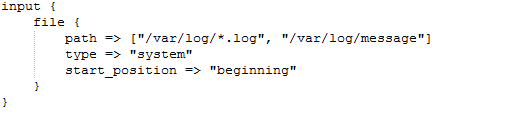 input {
    file {
        path => ["/var/log/*.log", "/var/log/message"]
        type => "system"
        start_position => "beginning"
    }
}